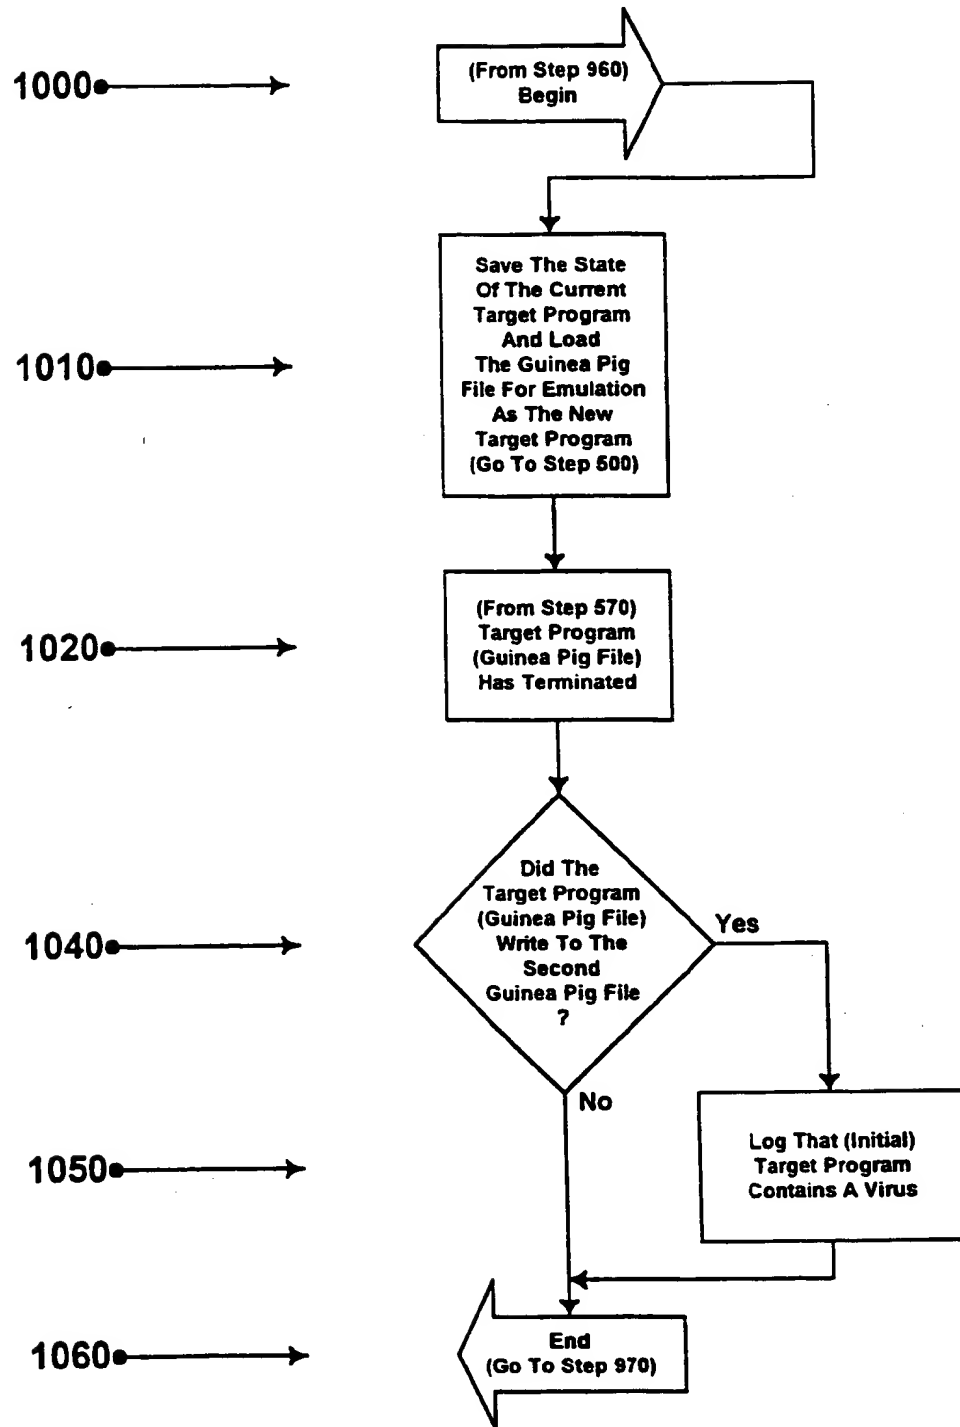 1000
(From Step 960)
Begin
1010
Save The State
Of The Current
Target Program
And Load
The Guinea Pig
File For Emulation
As The New
Target Program
(Go To Step 500)
1020
(From Step 570)
Target Program
(Guinea Pig File)
Has Terminated
1040
Did The
Target Program
(Guinea Pig File)
Write To The
Second
Guinea Pig File
?
Yes
No
1050
Log That (Initial)
Target Program
Contains A Virus
1060
End
(Go To Step 970)